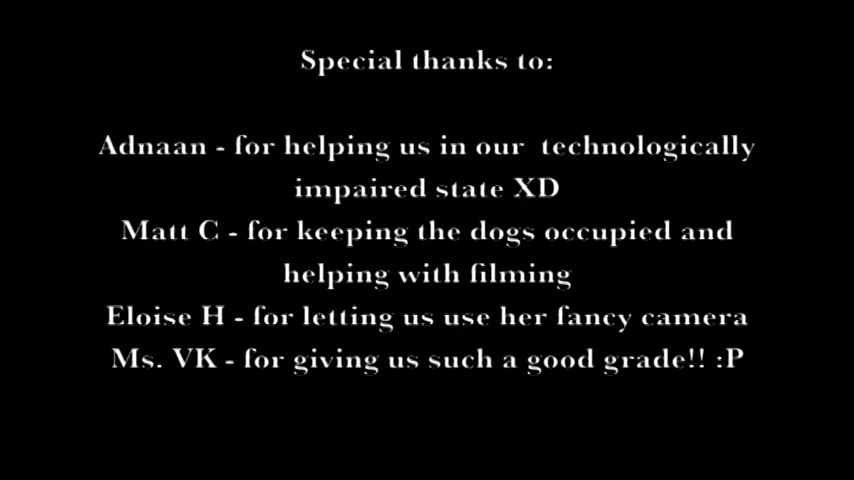 Special thanks to:
Adnaan - for helping us in our technologically
impaired state XD
Matt C - for keeping the dogs occupied and
helping with filming
Eloise H - for letting us use her fancy camera
Ms. VK - for giving us such a good grade!! :P